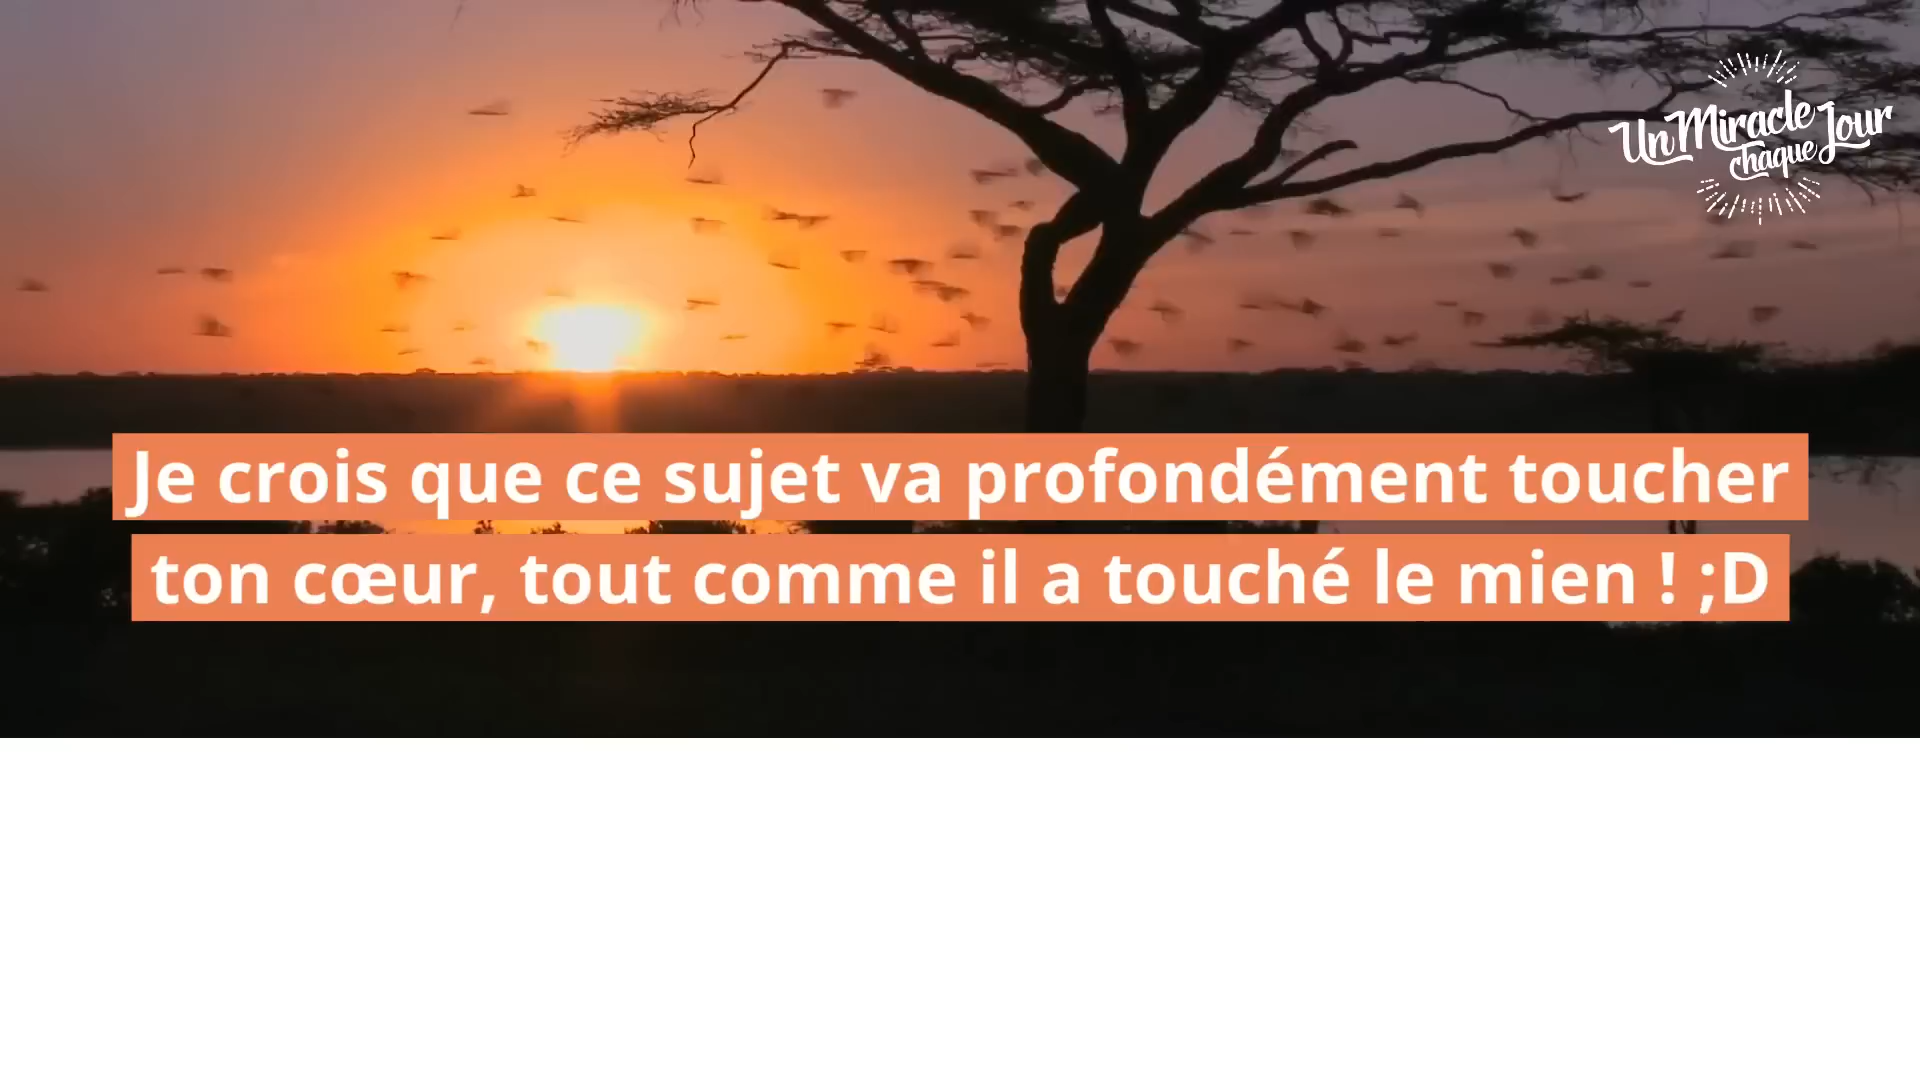 Un Miracle
chaque Jour
Je crois que ce sujet va profondément toucher
ton cœur, tout comme il a touché le mien ! ;D